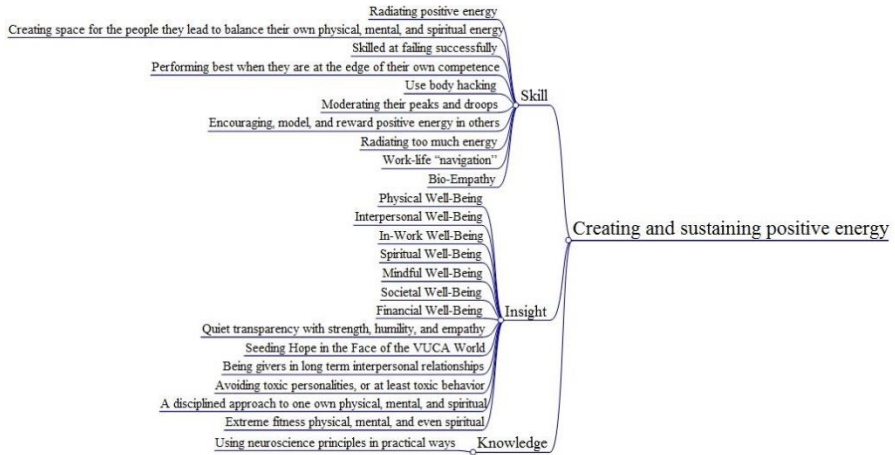 Radiating positive energy
Creating space for the people they lead to balance their own physical, mental, and spiritual energy
Skilled at failing successfully
Performing best when they are at the edge of their own competence
Use body hacking
Moderating their peaks and droops
Encouraging, model, and reward positive energy in others
Radiating too much energy
Work-life “navigation”
Bio-Empathy
Skill
Physical Well-Being
Interpersonal Well-Being
In-Work Well-Being
Spiritual Well-Being
Mindful Well-Being
Societal Well-Being
Financial Well-Being
Quiet transparency with strength, humility, and empathy
Seeding Hope in the Face of the VUCA World
Being givers in long term interpersonal relationships
Avoiding toxic personalities, or at least toxic behavior
A disciplined approach to one own physical, mental, and spiritual
Extreme fitness physical, mental, and even spiritual
Insight
Using neuroscience principles in practical ways
Knowledge
Creating and sustaining positive energy